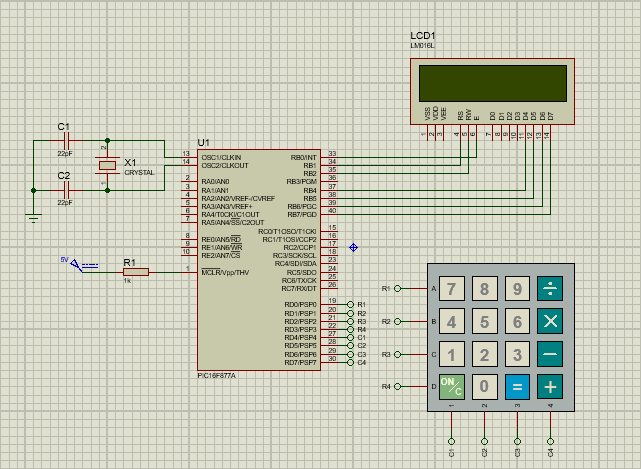 LCD1
LM016L
VSS VDD VEE RS RW E D0 D1 D2 D3 D4 D5 D6 D7
1 2 3 4 5 6 7 8 9 10 11 12 13 14
C1
22pF
C2
22pF
2
X1
CRYSTAL
1
5V
R1
1k
U1
13 OSC1/CLKIN
14 OSC2/CLKOUT
2 RA0/AN0
3 RA1/AN1
4 RA2/AN2/VREF-/CVREF
5 RA3/AN3/VREF+
6 RA4/T0CKI/C1OUT
7 RA5/AN4/SS/C2OUT
8 RE0/AN5/RD
9 RE1/AN6/WR
10 RE2/AN7/CS
1 MCLR/Vpp/THV
RB0/INT 33
RB1 34
RB2 35
RB3/PGM 36
RB4 37
RB5 38
RB6/PGC 39
RB7/PGD 40
RC0/T1OSO/T1CKI 15
RC1/T1OSI/CCP2 16
RC2/CCP1 17
RC3/SCK/SCL 18
RC4/SDI/SDA 23
RC5/SDO 24
RC6/TX/CK 25
RC7/RX/DT 26
RD0/PSP0 19 R1
RD1/PSP1 20 R2
RD2/PSP2 21 R3
RD3/PSP3 22 R4
RD4/PSP4 27 C1
RD5/PSP5 28 C2
RD6/PSP6 29 C3
RD7/PSP7 30 C4
PIC16F877A
R1 A 7 8 9 ÷
R2 B 4 5 6 ×
R3 C 1 2 3 −
R4 D ON/C 0 = +
1 2 3 4
C1 C2 C3 C4